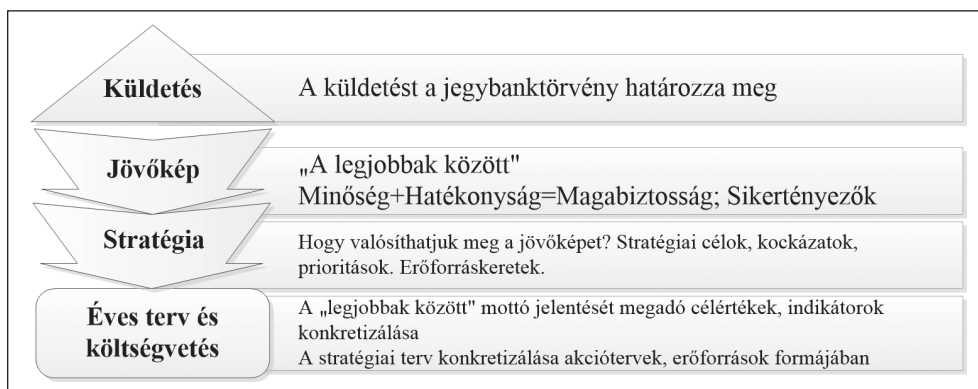 Küldetés
A küldetést a jegybanktörvény határozza meg
Jövőkép
„A legjobbak között"
Minőség+Hatékonyság=Magabiztosság; Sikertényezők
Stratégia
Hogy valósíthatjuk meg a jövőképet? Stratégiai célok, kockázatok,
prioritások. Erőforráskeretek.
Éves terv és
költségvetés
A „legjobbak között" mottó jelentését megadó célértékek, indikátorok
konkretizálása
A stratégiai terv konkretizálása akciótervek, erőforrások formájában